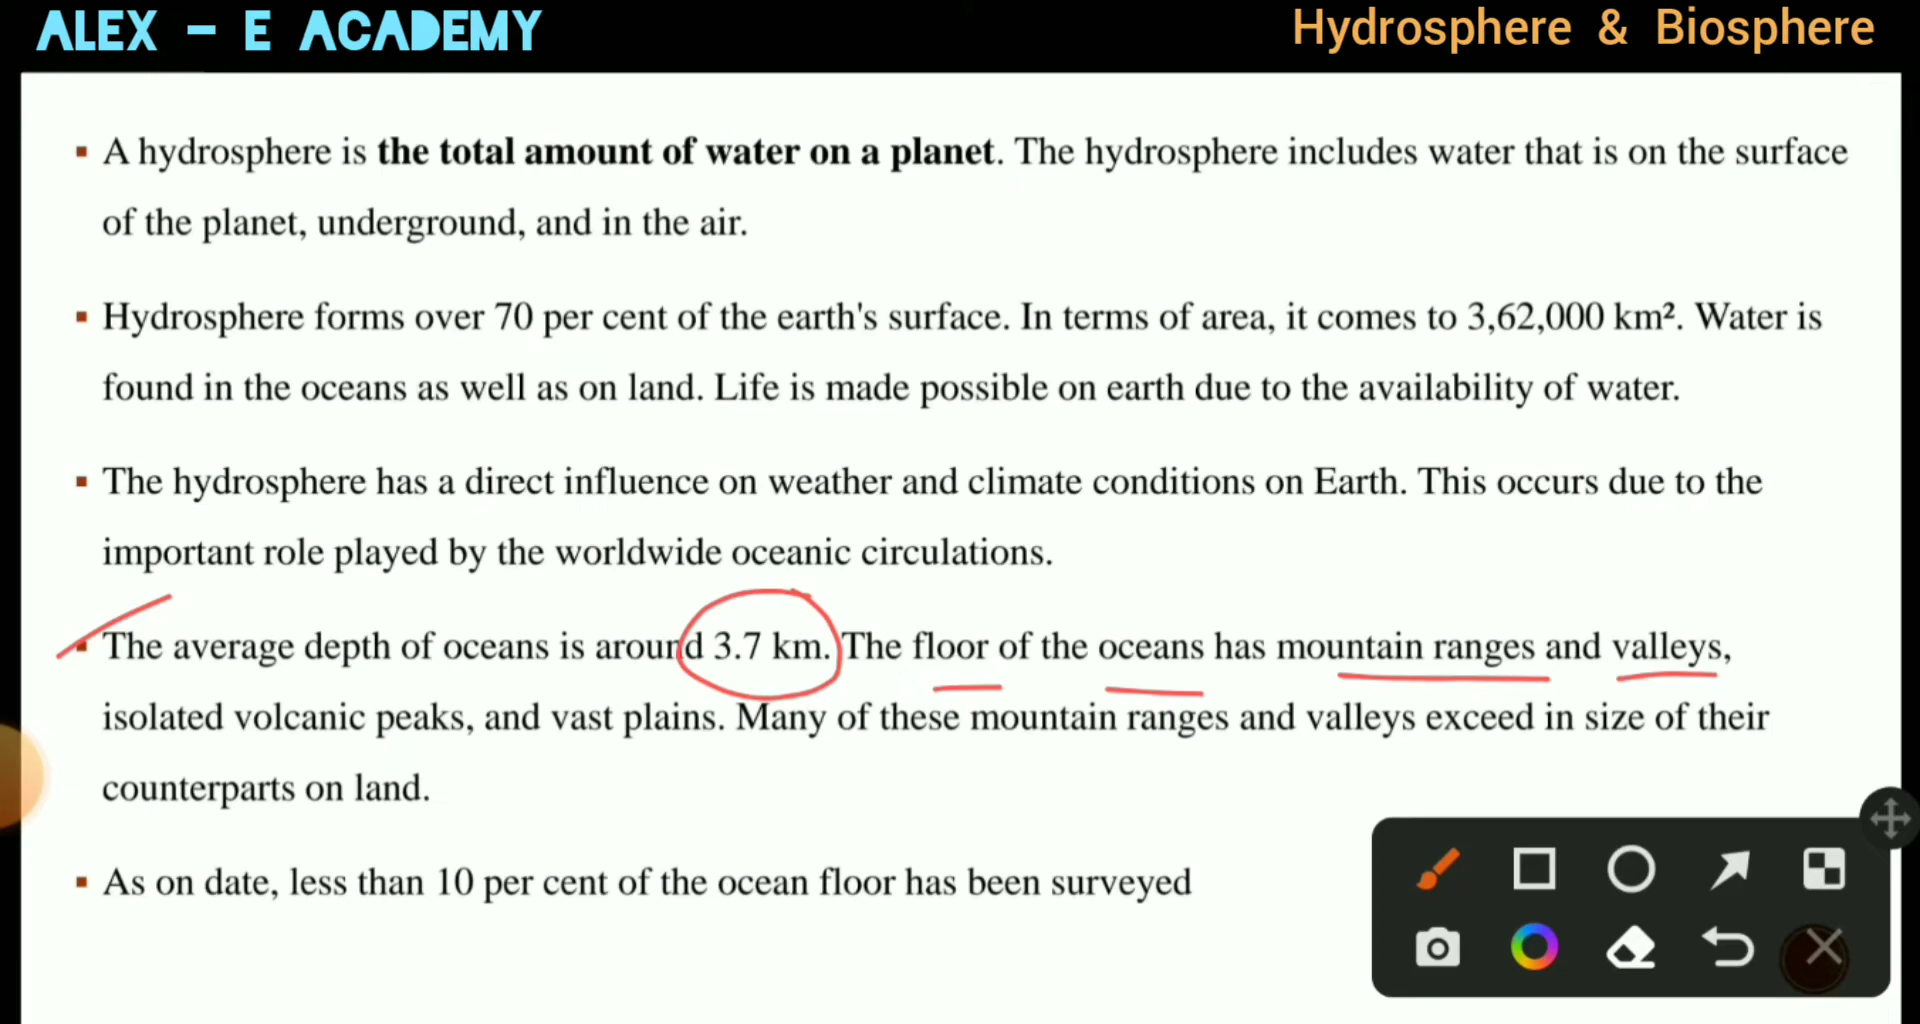 ALEX – E ACADEMY
Hydrosphere & Biosphere
▪ A hydrosphere is the total amount of water on a planet. The hydrosphere includes water that is on the surface
of the planet, underground, and in the air.
▪ Hydrosphere forms over 70 per cent of the earth's surface. In terms of area, it comes to 3,62,000 km². Water is
found in the oceans as well as on land. Life is made possible on earth due to the availability of water.
▪ The hydrosphere has a direct influence on weather and climate conditions on Earth. This occurs due to the
important role played by the worldwide oceanic circulations.
▪ The average depth of oceans is around 3.7 km. The floor of the oceans has mountain ranges and valleys,
isolated volcanic peaks, and vast plains. Many of these mountain ranges and valleys exceed in size of their
counterparts on land.
▪ As on date, less than 10 per cent of the ocean floor has been surveyed